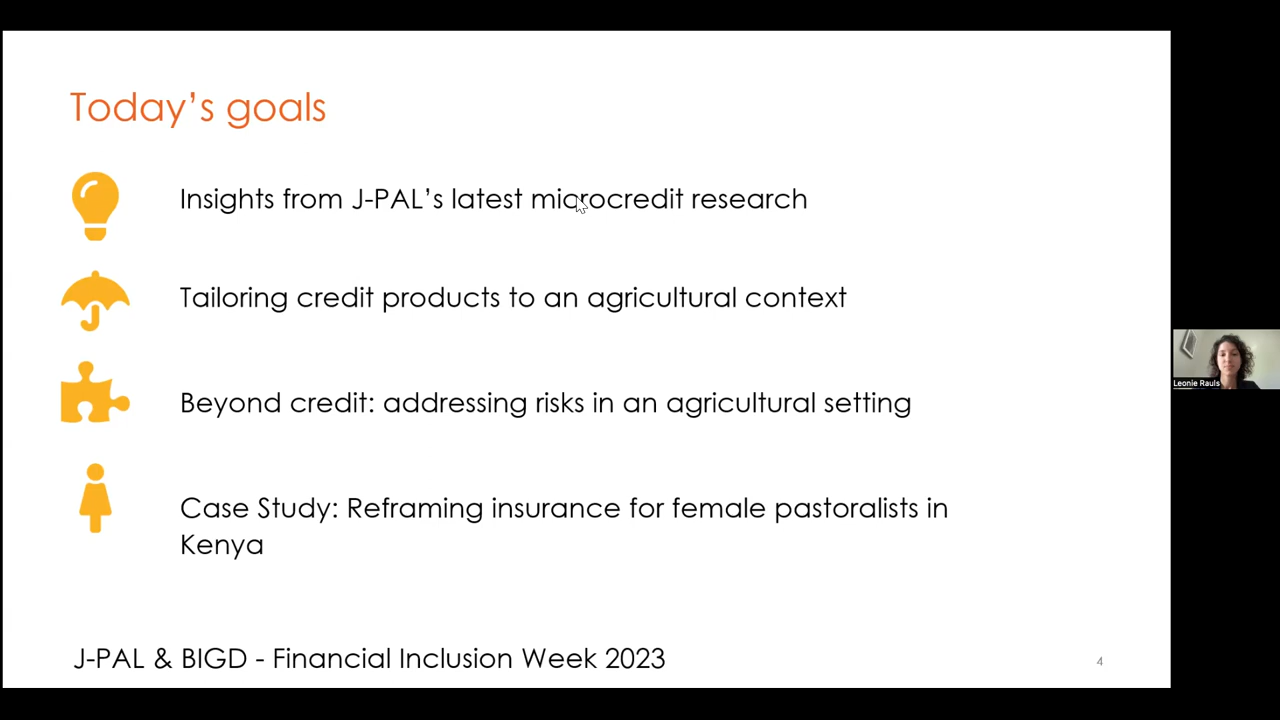 Today's goals
Insights from J-PAL's latest microcredit research
Tailoring credit products to an agricultural context
Beyond credit: addressing risks in an agricultural setting
Case Study: Reframing insurance for female pastoralists in
Kenya
J-PAL & BIGD - Financial Inclusion Week 2023
4
Leonie Rauls